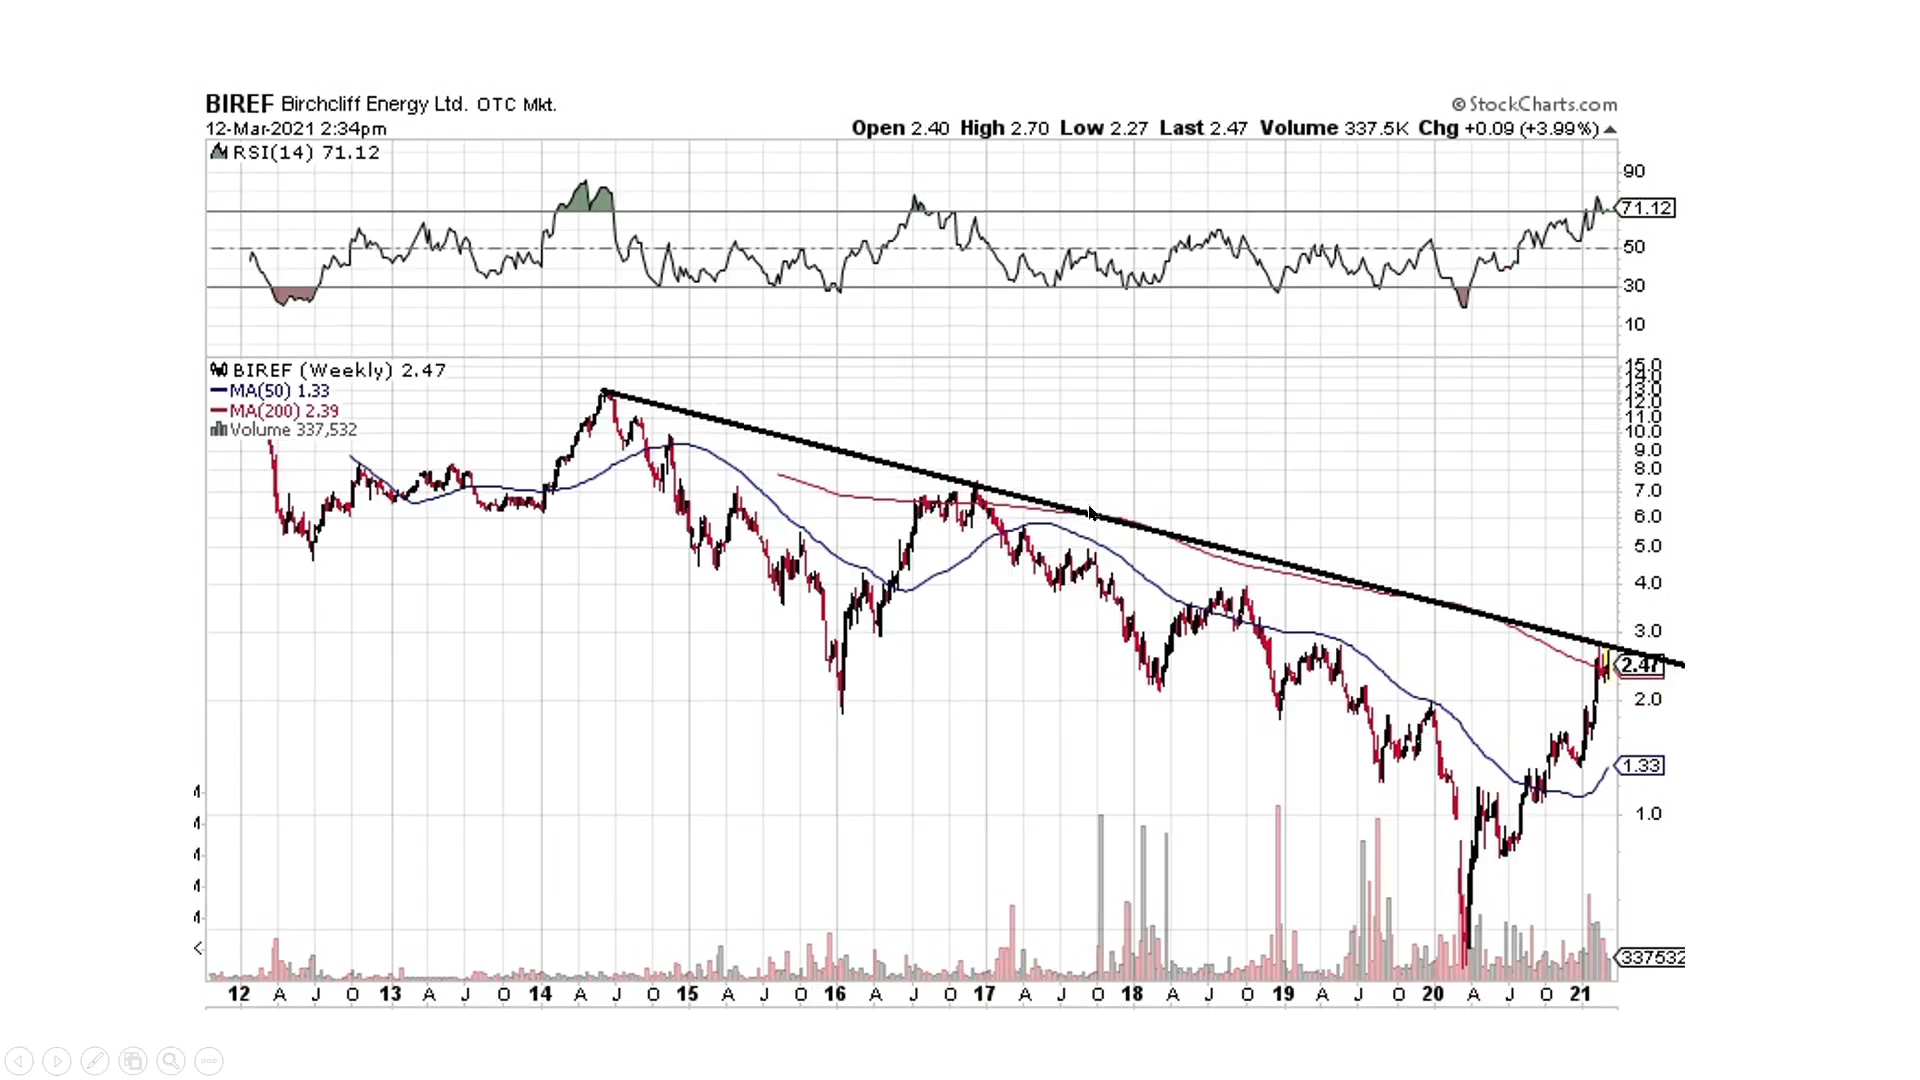 BIREF Birchcliff Energy Ltd. OTC Mkt.
© StockCharts.com
12-Mar-2021 2:34pm
Open 2.40 High 2.70 Low 2.27 Last 2.47 Volume 337.5K Chg +0.09 (+3.99%)
RSI(14) 71.12
90
71.12
50
30
10
BIREF (Weekly) 2.47
MA(50) 1.33
MA(200) 2.39
Volume 337,532
15.0
14.0
13.0
12.0
11.0
10.0
9.0
8.0
7.0
6.0
5.0
4.0
3.0
2.47
2.0
1.33
1.0
337532
12 A J O 13 A J O 14 A J O 15 A J O 16 A J O 17 A J O 18 A J O 19 A J O 20 A J O 21